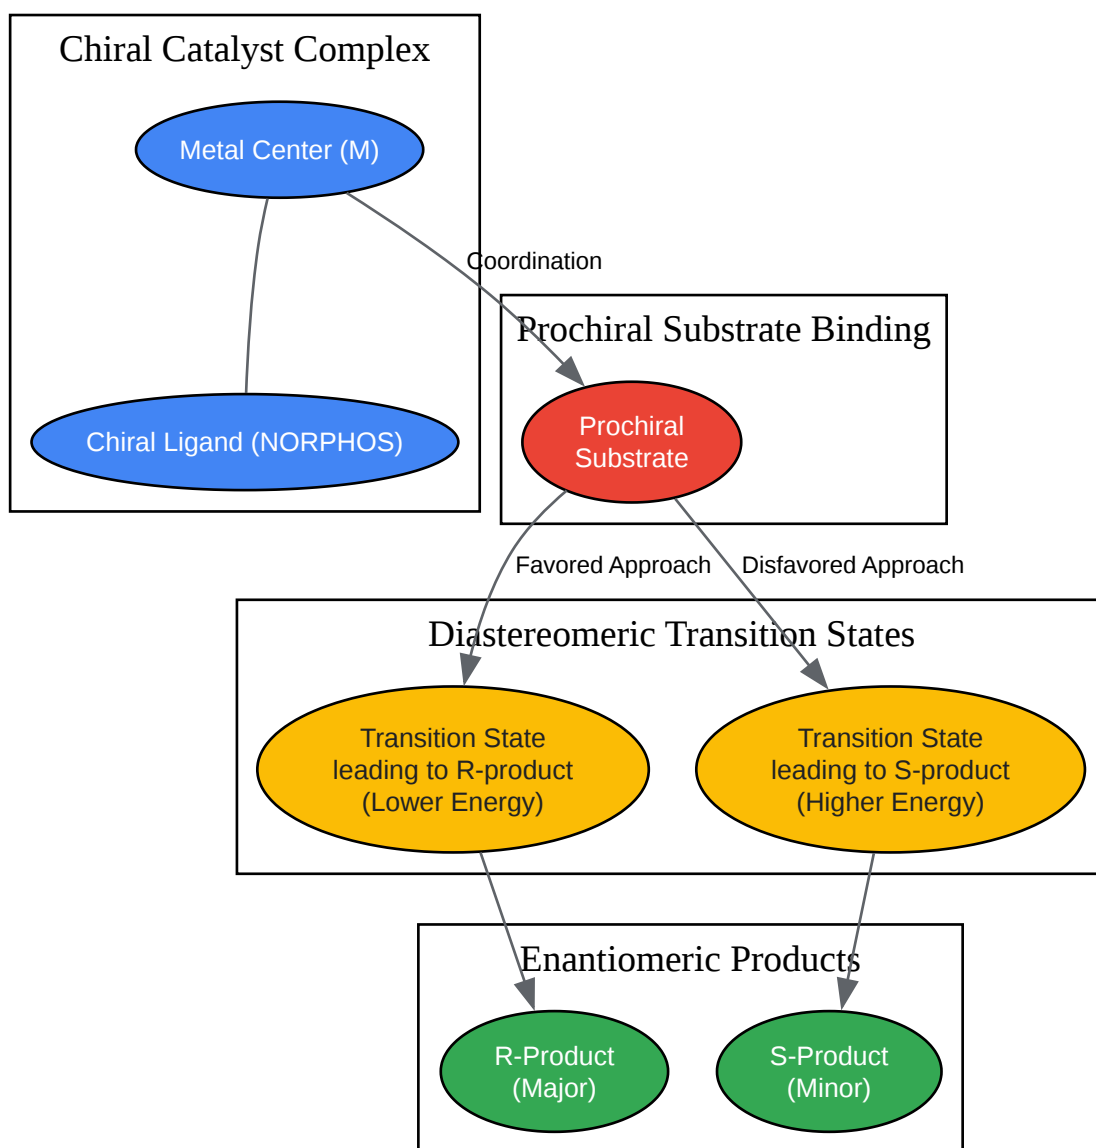 Chiral Catalyst Complex
Metal Center (M)
Coordination
Prochiral Substrate Binding
Chiral Ligand (NORPHOS)
Prochiral
Substrate
Favored Approach
Disfavored Approach
Diastereomeric Transition States
Transition State
leading to R-product
(Lower Energy)
Transition State
leading to S-product
(Higher Energy)
Enantiomeric Products
R-Product
(Major)
S-Product
(Minor)